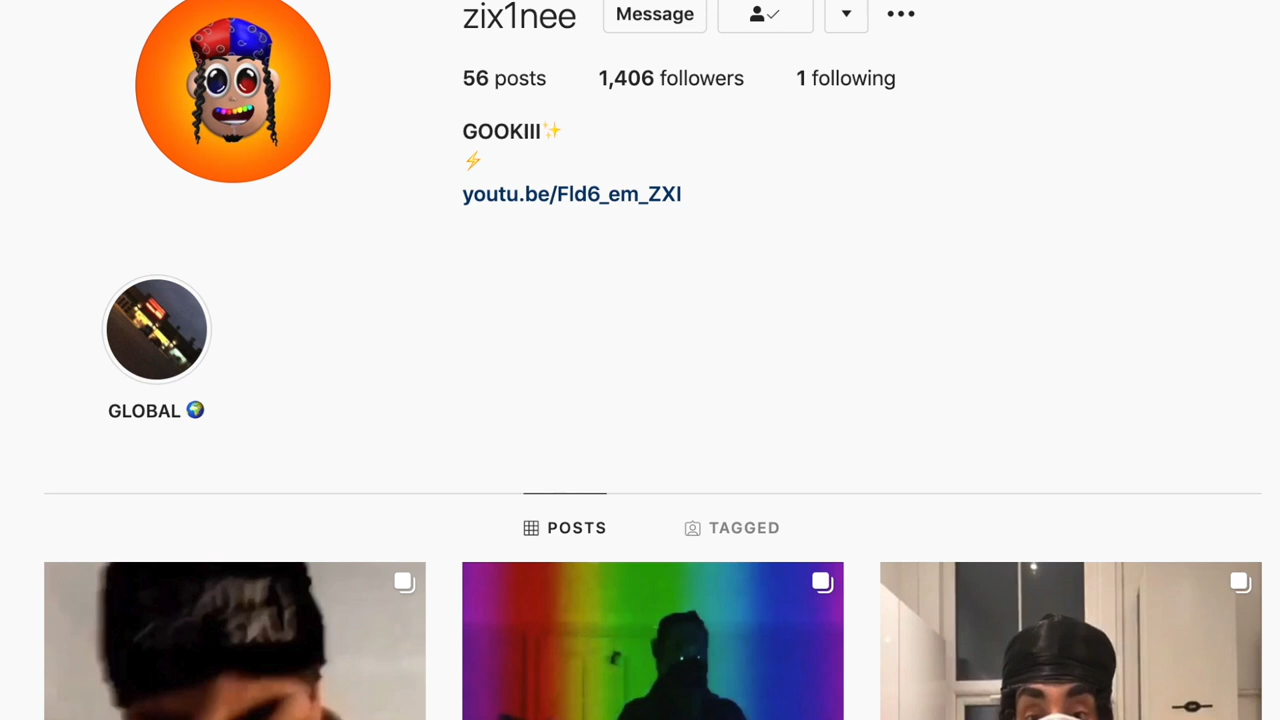 zix1nee Message
56 posts 1,406 followers 1 following
GOOKIII✨
⚡
youtu.be/Fld6_em_ZXI
GLOBAL 🌍
POSTS TAGGED